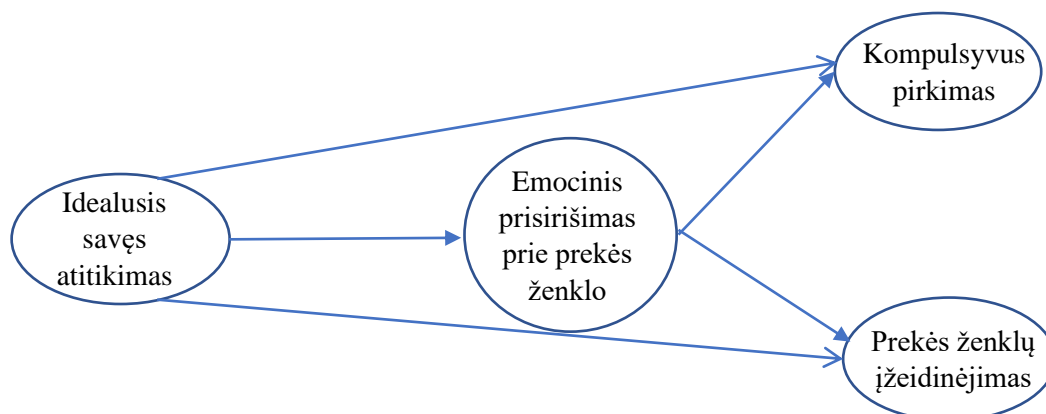 Kompulsyvus
pirkimas
Emocinis
prisirišimas
prie prekės
ženklo
Idealusis
savęs
atitikimas
Prekės ženklų
įžeidinėjimas